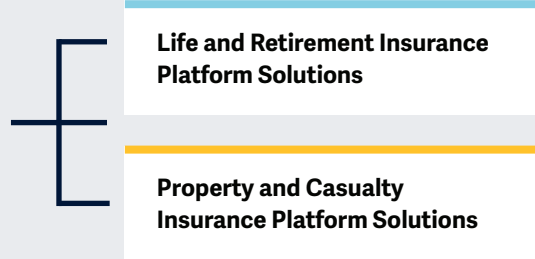 Life and Retirement Insurance
Platform Solutions
Property and Casualty
Insurance Platform Solutions